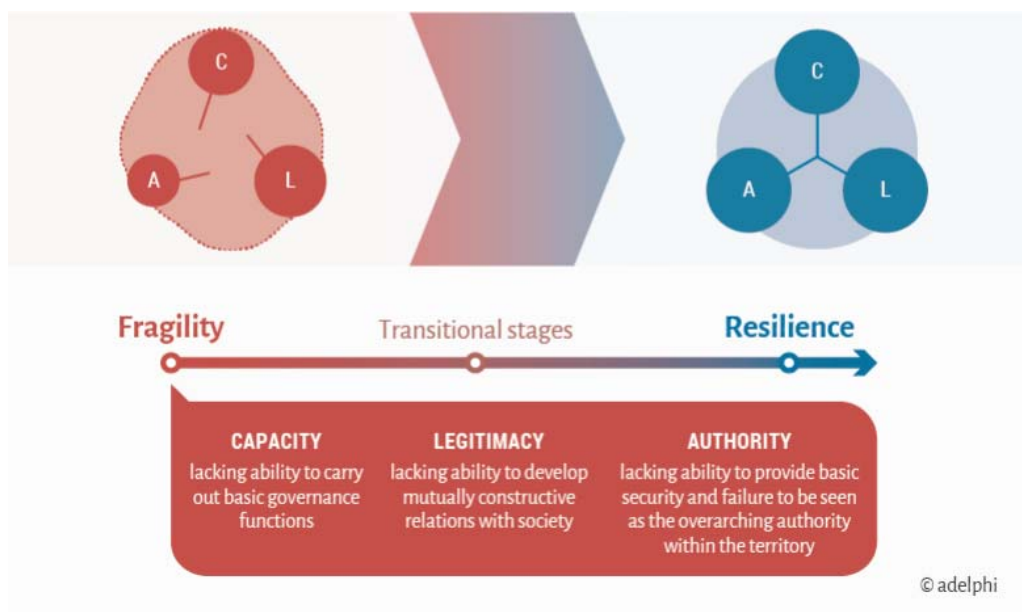 C
A
L
C
A
L
Fragility
Transitional stages
Resilience
CAPACITY
lacking ability to carry
out basic governance
functions
LEGITIMACY
lacking ability to develop
mutually constructive
relations with society
AUTHORITY
lacking ability to provide basic
security and failure to be seen
as the overarching authority
within the territory
© adelphi